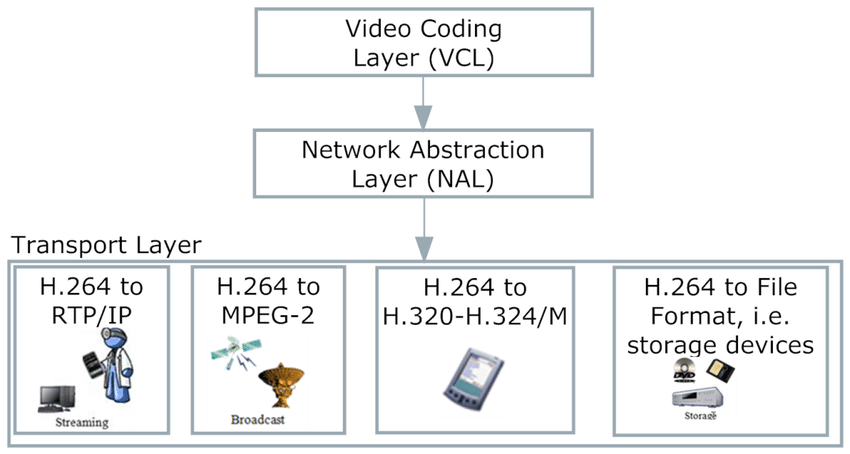 Video Coding
Layer (VCL)
Network Abstraction
Layer (NAL)
Transport Layer
H.264 to
RTP/IP
Streaming
H.264 to
MPEG-2
Broadcast
H.264 to
H.320-H.324/M
H.264 to File
Format, i.e.
storage devices
DVD
Storage